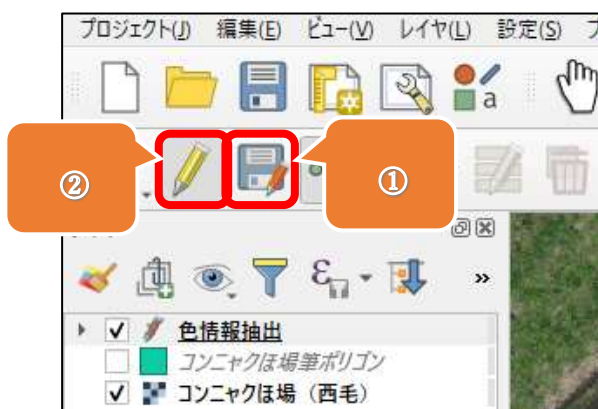 プロジェクト(J) 編集(E) ビュー(V) レイヤ(L) 設定(S)
a
② ①
ε
»
色情報抽出
コンニャクほ場筆ポリゴン
コンニャクほ場（西毛）